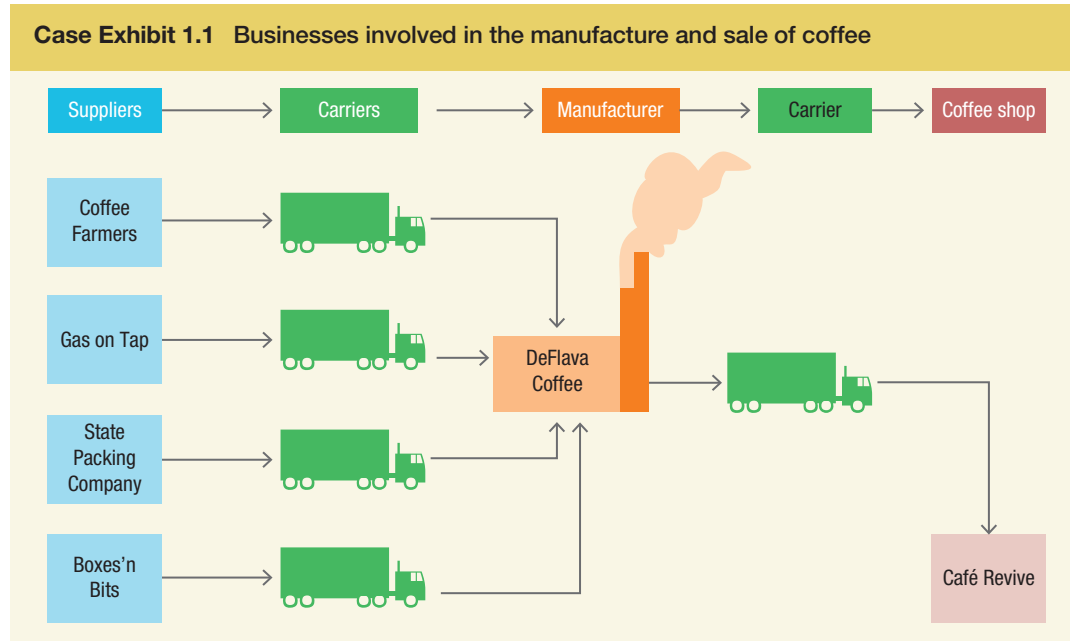 Case Exhibit 1.1 Businesses involved in the manufacture and sale of coffee
Suppliers
Carriers
Manufacturer
Carrier
Coffee shop
Coffee
Farmers
Gas on Tap
DeFlava
Coffee
State
Packing
Company
Boxes'n
Bits
Café Revive